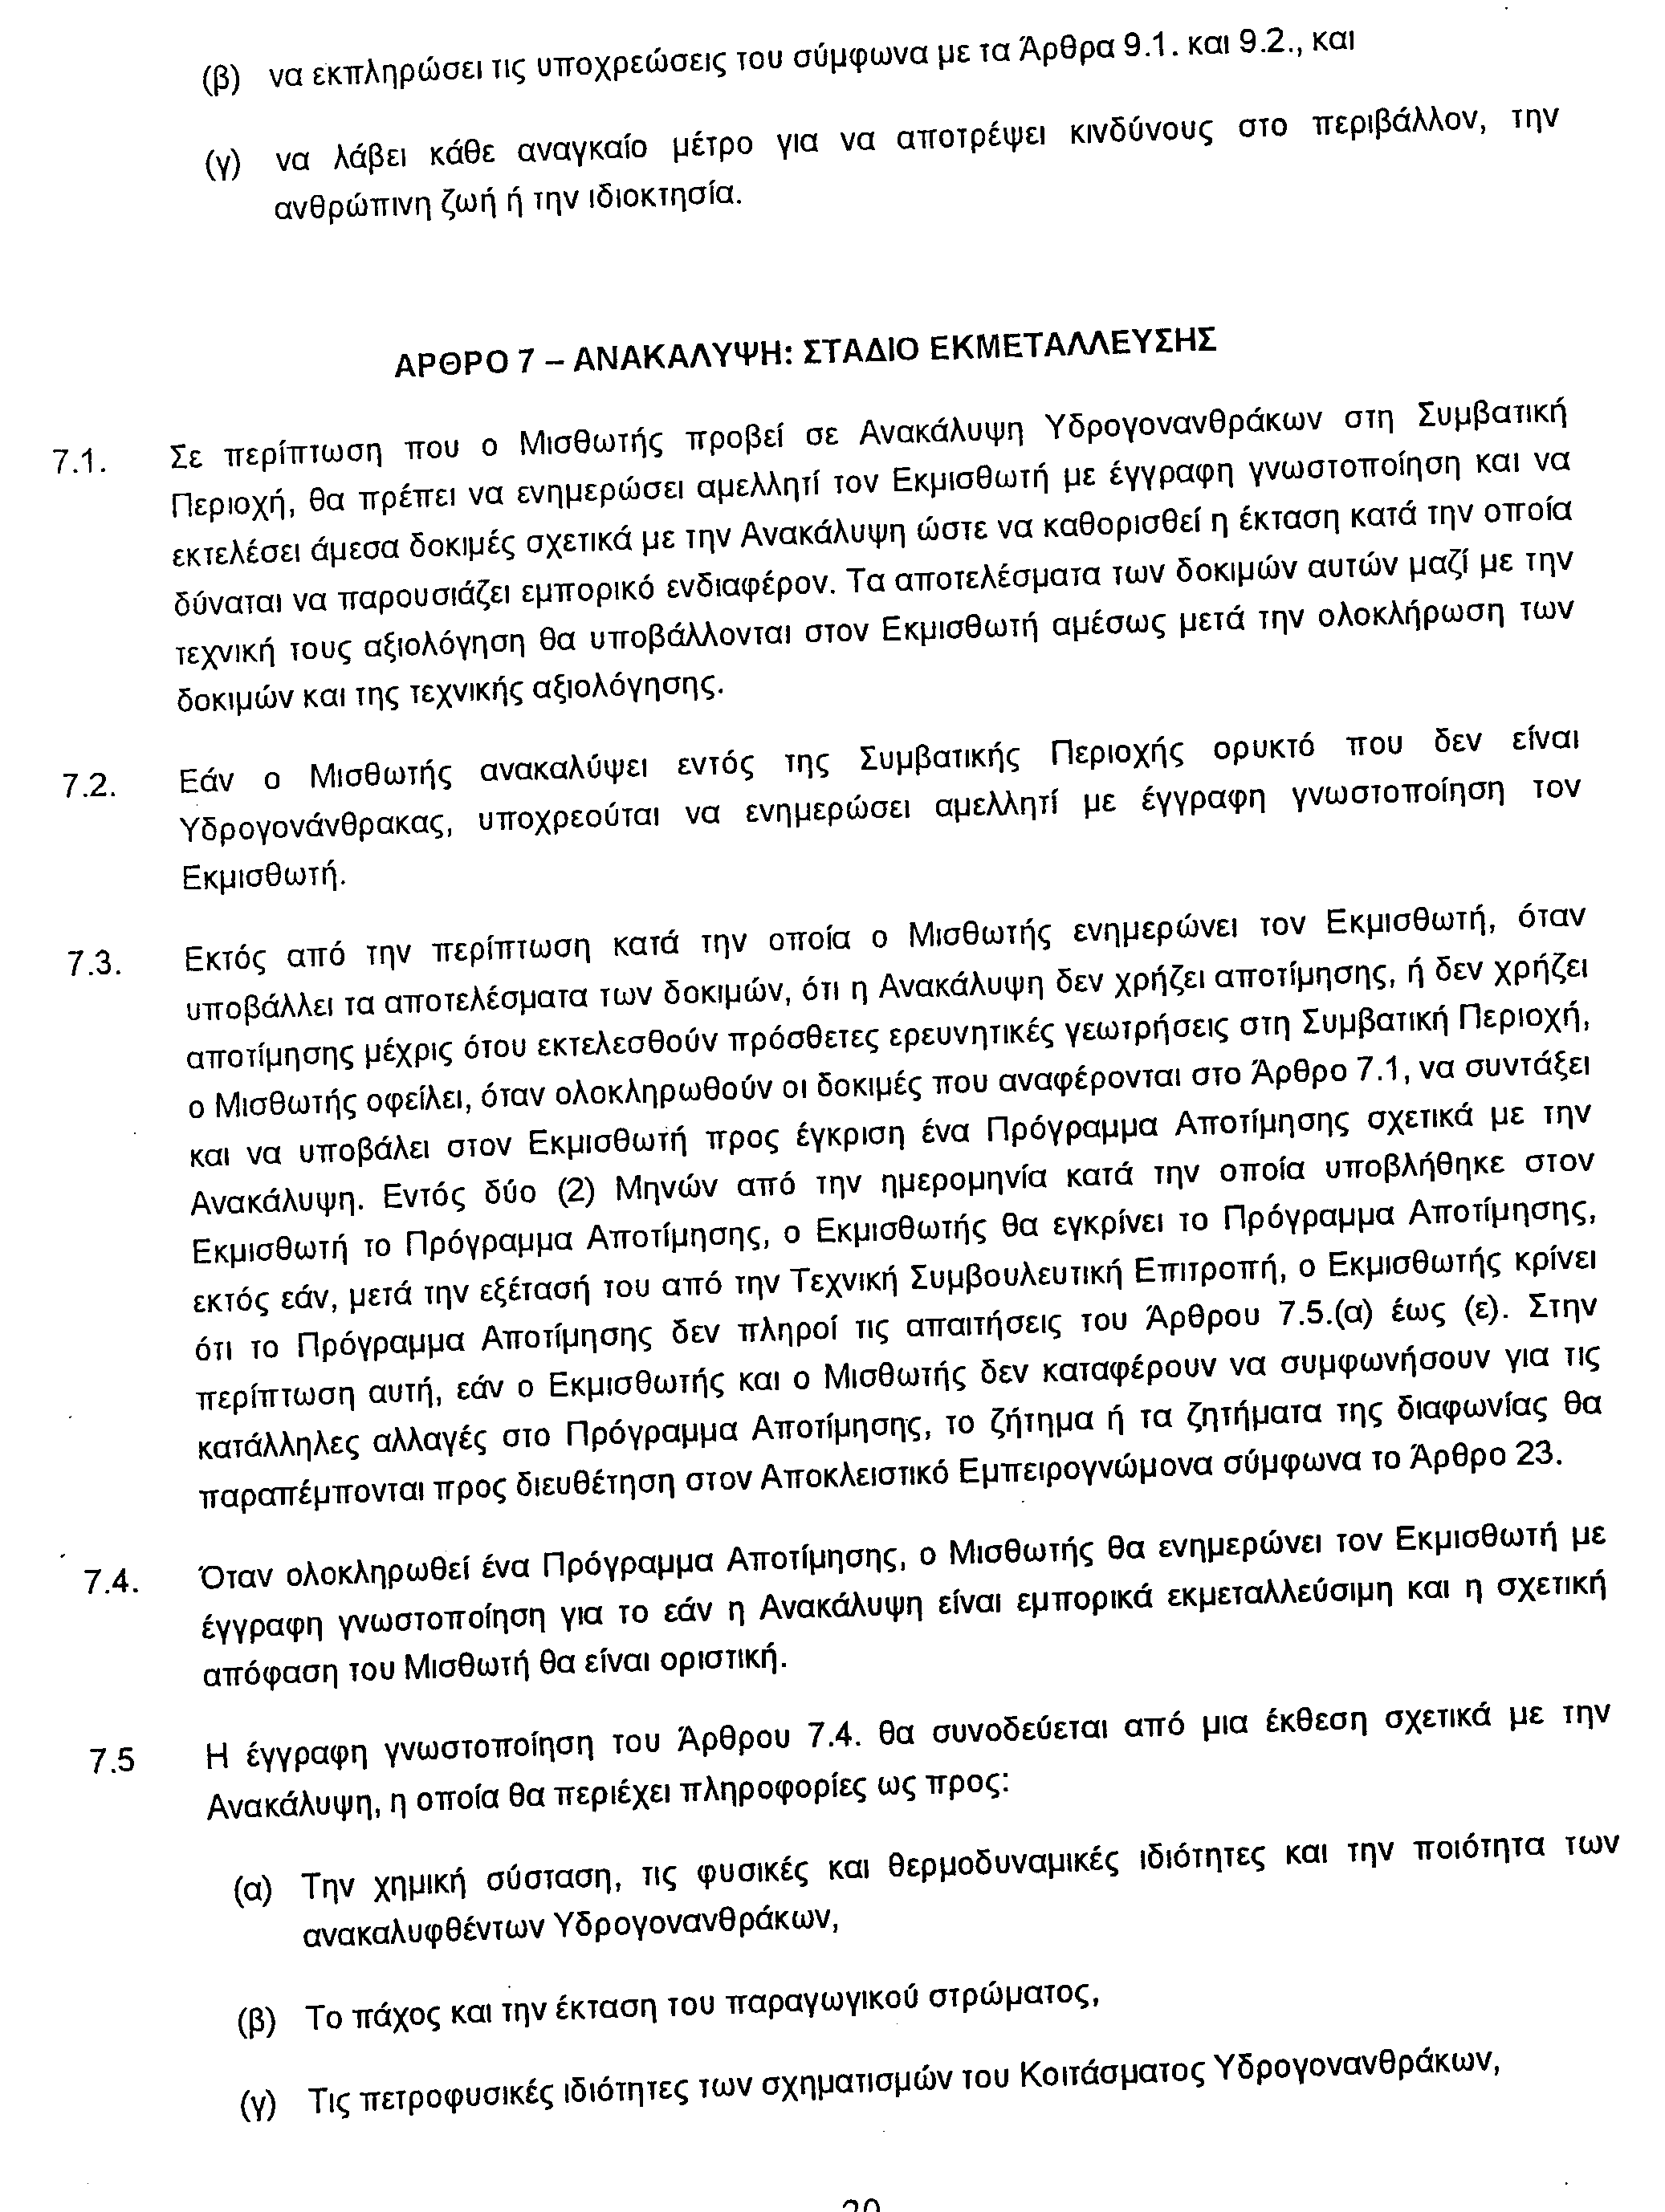 (β) να εκπληρώσει τις υποχρεώσεις του σύμφωνα με τα Άρθρα 9.1. και 9.2., και
(γ) να λάβει κάθε αναγκαίο μέτρο για να αποτρέψει κινδύνους στο περιβάλλον, την
ανθρώπινη ζωή ή την ιδιοκτησία.
ΑΡΘΡΟ 7 – ΑΝΑΚΑΛΥΨΗ: ΣΤΑΔΙΟ ΕΚΜΕΤΑΛΛΕΥΣΗΣ
7.1. Σε περίπτωση που ο Μισθωτής προβεί σε Ανακάλυψη Υδρογονανθράκων στη Συμβατική
Περιοχή, θα πρέπει να ενημερώσει αμελλητί τον Εκμισθωτή με έγγραφη γνωστοποίηση και να
εκτελέσει άμεσα δοκιμές σχετικά με την Ανακάλυψη ώστε να καθορισθεί η έκταση κατά την οποία
δύναται να παρουσιάζει εμπορικό ενδιαφέρον. Τα αποτελέσματα των δοκιμών αυτών μαζί με την
τεχνική τους αξιολόγηση θα υποβάλλονται στον Εκμισθωτή αμέσως μετά την ολοκλήρωση των
δοκιμών και της τεχνικής αξιολόγησης.
7.2. Εάν ο Μισθωτής ανακαλύψει εντός της Συμβατικής Περιοχής ορυκτό που δεν είναι
Υδρογονάνθρακας, υποχρεούται να ενημερώσει αμελλητί με έγγραφη γνωστοποίηση τον
Εκμισθωτή.
7.3. Εκτός από την περίπτωση κατά την οποία ο Μισθωτής ενημερώνει τον Εκμισθωτή, όταν
υποβάλλει τα αποτελέσματα των δοκιμών, ότι η Ανακάλυψη δεν χρήζει αποτίμησης, ή δεν χρήζει
αποτίμησης μέχρις ότου εκτελεσθούν πρόσθετες ερευνητικές γεωτρήσεις στη Συμβατική Περιοχή,
ο Μισθωτής οφείλει, όταν ολοκληρωθούν οι δοκιμές που αναφέρονται στο Άρθρο 7.1, να συντάξει
και να υποβάλει στον Εκμισθωτή προς έγκριση ένα Πρόγραμμα Αποτίμησης σχετικά με την
Ανακάλυψη. Εντός δύο (2) Μηνών από την ημερομηνία κατά την οποία υποβλήθηκε στον
Εκμισθωτή το Πρόγραμμα Αποτίμησης, ο Εκμισθωτής θα εγκρίνει το Πρόγραμμα Αποτίμησης,
εκτός εάν, μετά την εξέτασή του από την Τεχνική Συμβουλευτική Επιτροπή, ο Εκμισθωτής κρίνει
ότι το Πρόγραμμα Αποτίμησης δεν πληροί τις απαιτήσεις του Άρθρου 7.5.(α) έως (ε). Στην
περίπτωση αυτή, εάν ο Εκμισθωτής και ο Μισθωτής δεν καταφέρουν να συμφωνήσουν για τις
κατάλληλες αλλαγές στο Πρόγραμμα Αποτίμησης, το ζήτημα ή τα ζητήματα της διαφωνίας θα
παραπέμπονται προς διευθέτηση στον Αποκλειστικό Εμπειρογνώμονα σύμφωνα το Άρθρο 23.
7.4. Όταν ολοκληρωθεί ένα Πρόγραμμα Αποτίμησης, ο Μισθωτής θα ενημερώνει τον Εκμισθωτή με
έγγραφη γνωστοποίηση για το εάν η Ανακάλυψη είναι εμπορικά εκμεταλλεύσιμη και η σχετική
απόφαση του Μισθωτή θα είναι οριστική.
7.5 Η έγγραφη γνωστοποίηση του Άρθρου 7.4. θα συνοδεύεται από μια έκθεση σχετικά με την
Ανακάλυψη, η οποία θα περιέχει πληροφορίες ως προς:
(α) Την χημική σύσταση, τις φυσικές και θερμοδυναμικές ιδιότητες και την ποιότητα των
ανακαλυφθέντων Υδρογονανθράκων,
(β) Το πάχος και την έκταση του παραγωγικού στρώματος,
(γ) Τις πετροφυσικές ιδιότητες των σχηματισμών του Κοιτάσματος Υδρογονανθράκων,